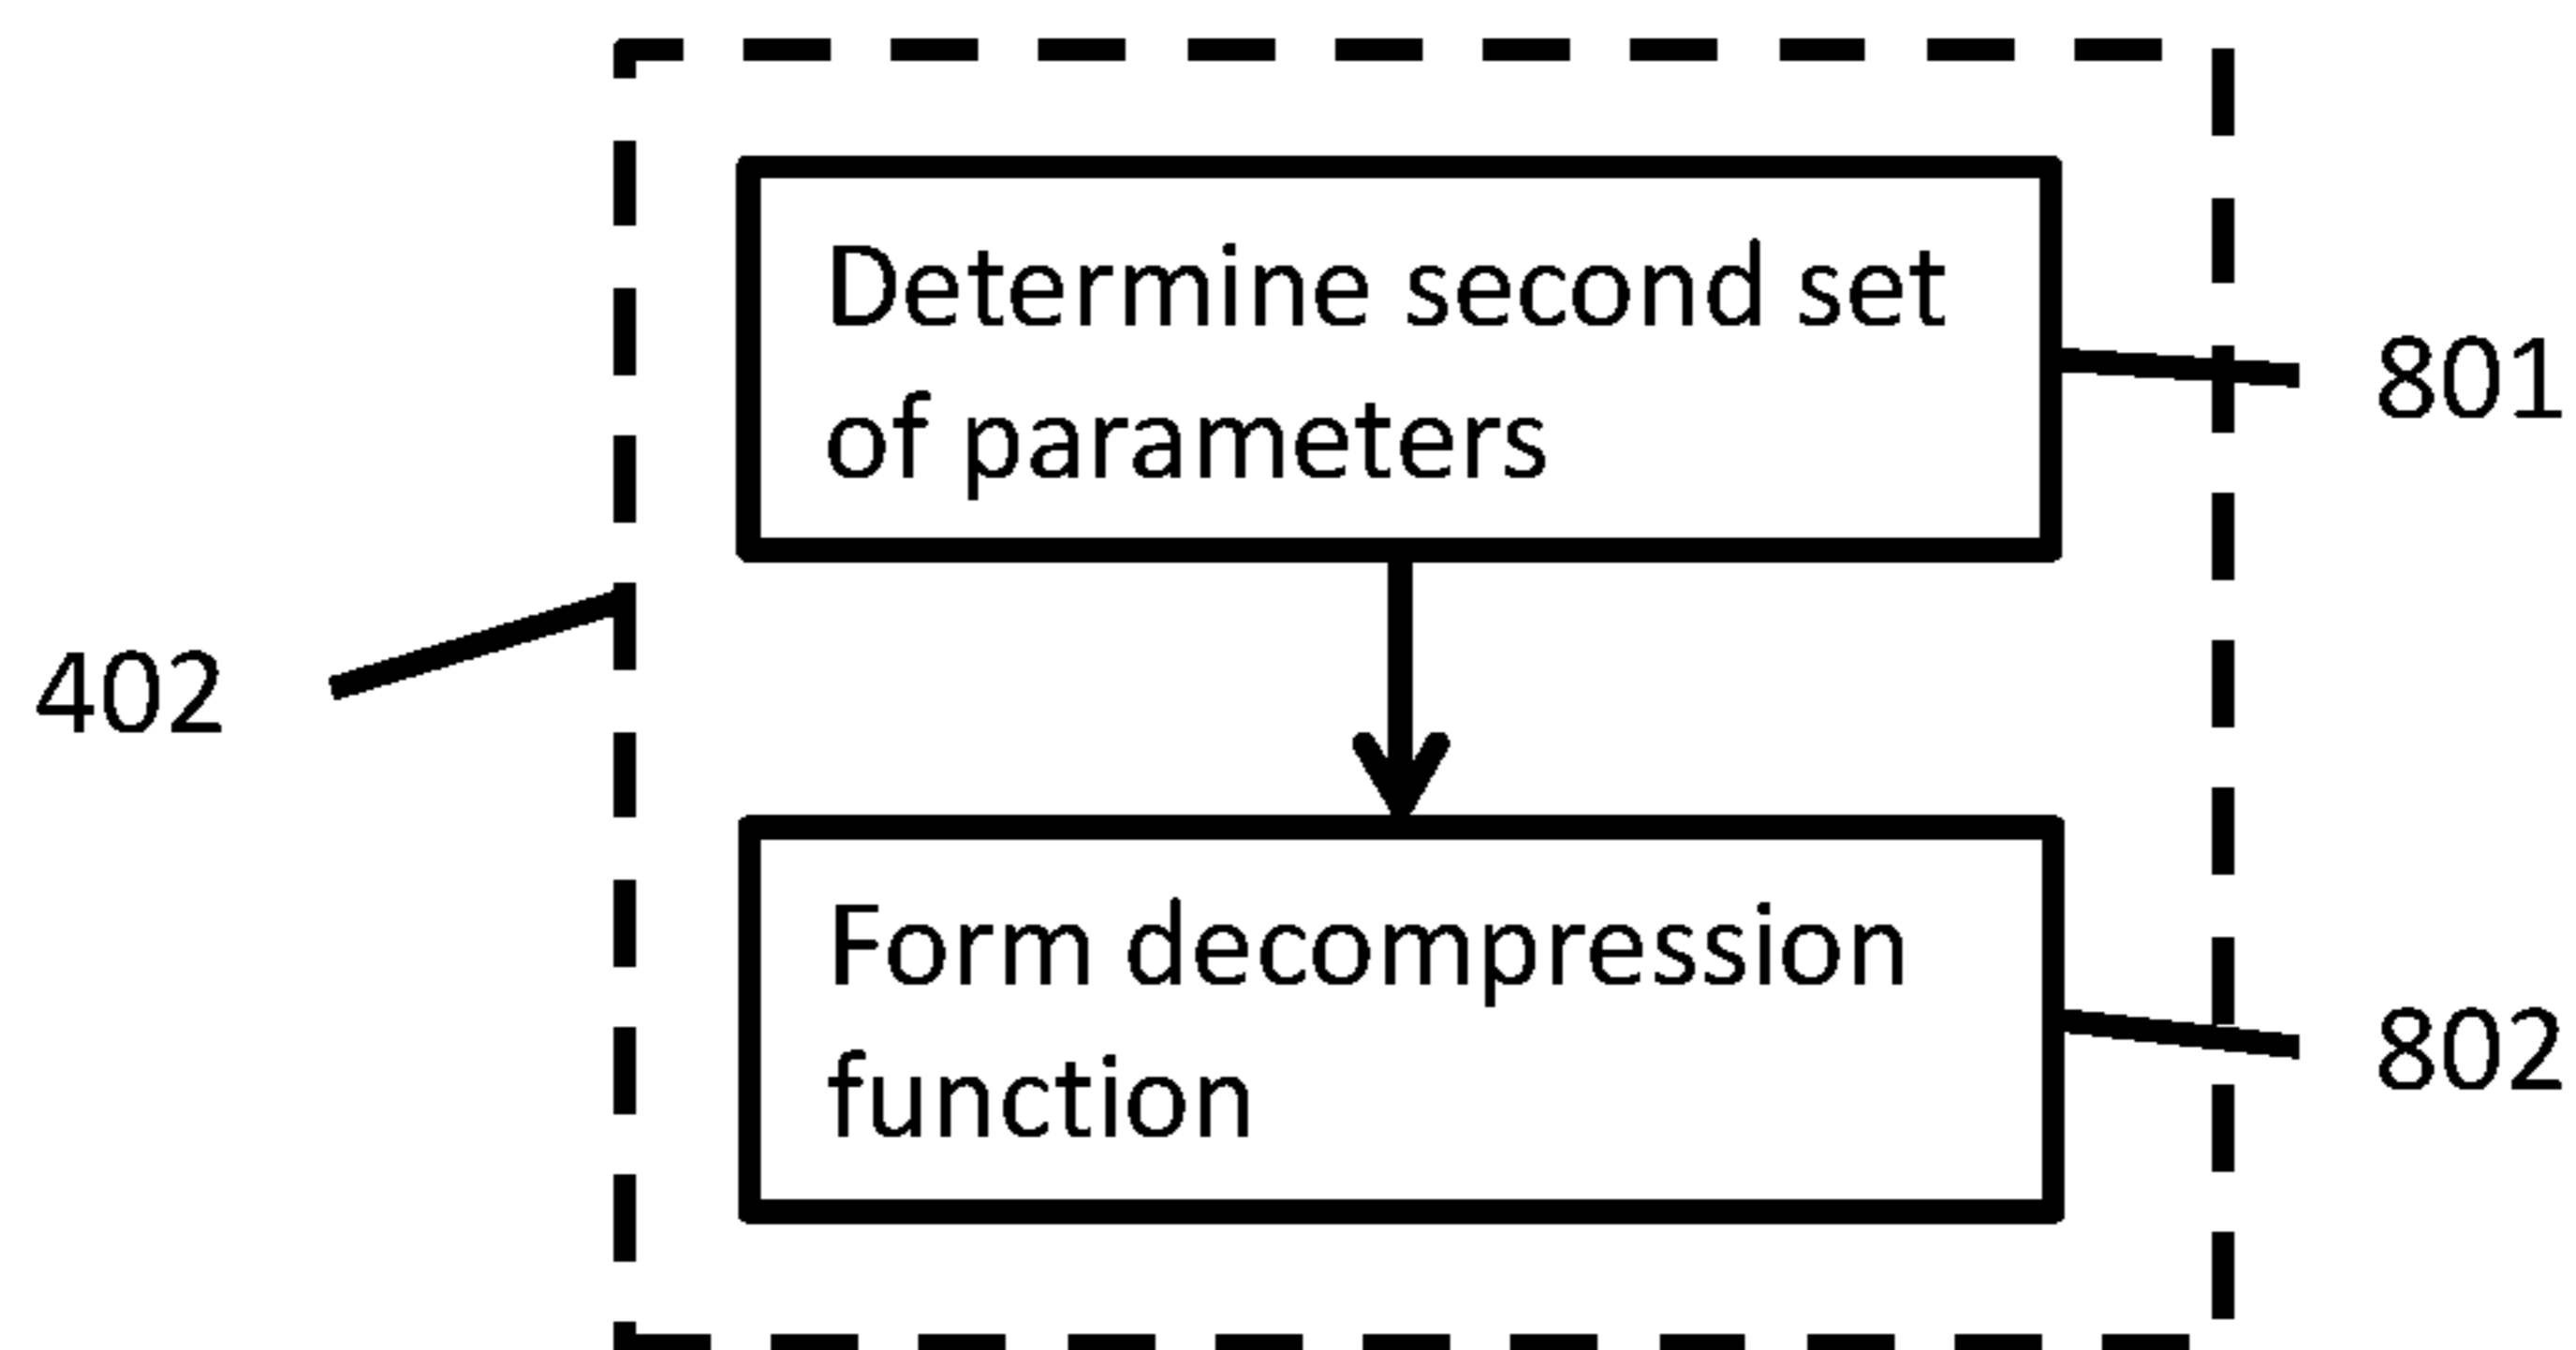 Determine second set
of parameters
801
402
Form decompression
function
802